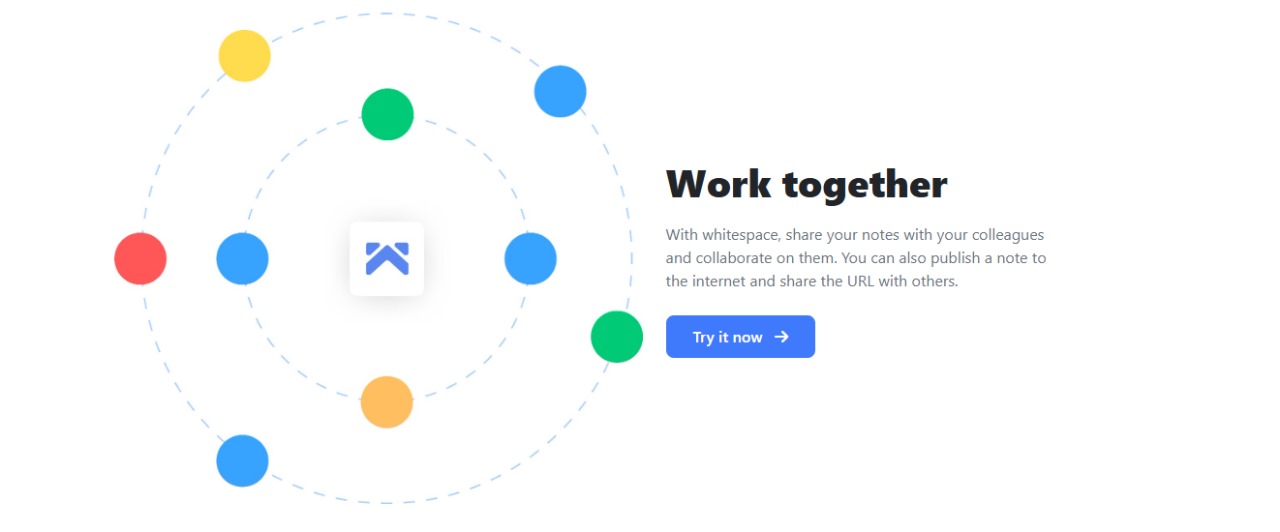 Work together
With whitespace, share your notes with your colleagues
and collaborate on them. You can also publish a note to
the internet and share the URL with others.
Try it now